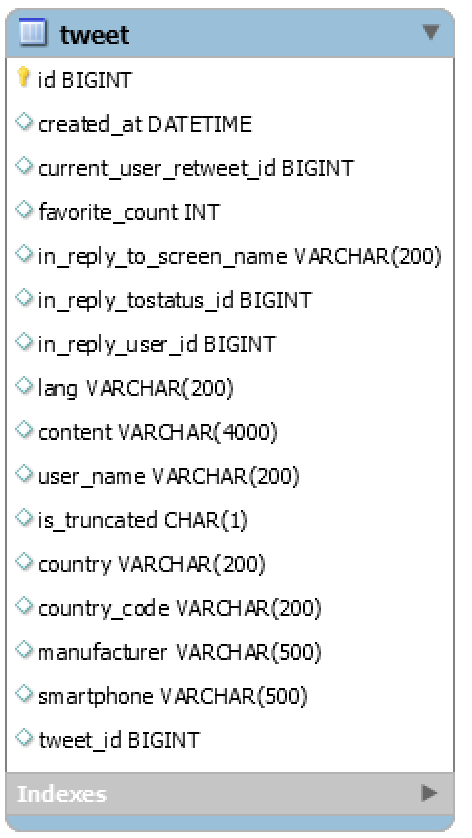 tweet
id BIGINT
created_at DATETIME
current_user_retweet_id BIGINT
favorite_count INT
in_reply_to_screen_name VARCHAR(200)
in_reply_tostatus_id BIGINT
in_reply_user_id BIGINT
lang VARCHAR(200)
content VARCHAR(4000)
user_name VARCHAR(200)
is_truncated CHAR(1)
country VARCHAR(200)
country_code VARCHAR(200)
manufacturer VARCHAR(500)
smartphone VARCHAR(500)
tweet_id BIGINT
Indexes